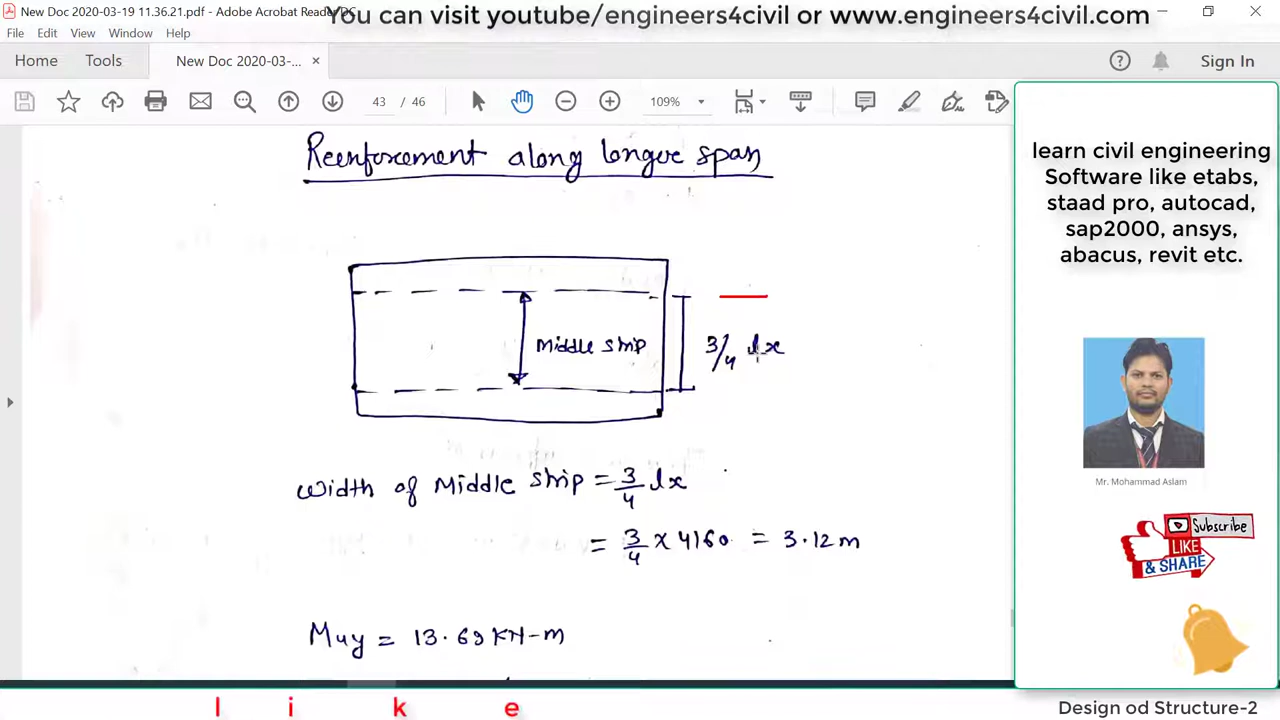 New Doc 2020-03-19 11.36.21.pdf - Adobe Acrobat Reader DC
You can visit youtube/engineers4civil or www.engineers4civil.com
File Edit View Window Help
Home Tools New Doc 2020-03-... × Sign In
43 / 46 109%
Reenforcement along longer span
Middle strip
3/4 lx
Width of Middle strip = 3/4 lx
= 3/4 x 4160 = 3.12m
Muy = 13.69 KN-m
learn civil engineering
Software like etabs,
staad pro, autocad,
sap2000, ansys,
abacus, revit etc.
Mr. Mohammad Aslam
Subscribe
LIKE
& SHARE
l i k e
Design od Structure-2